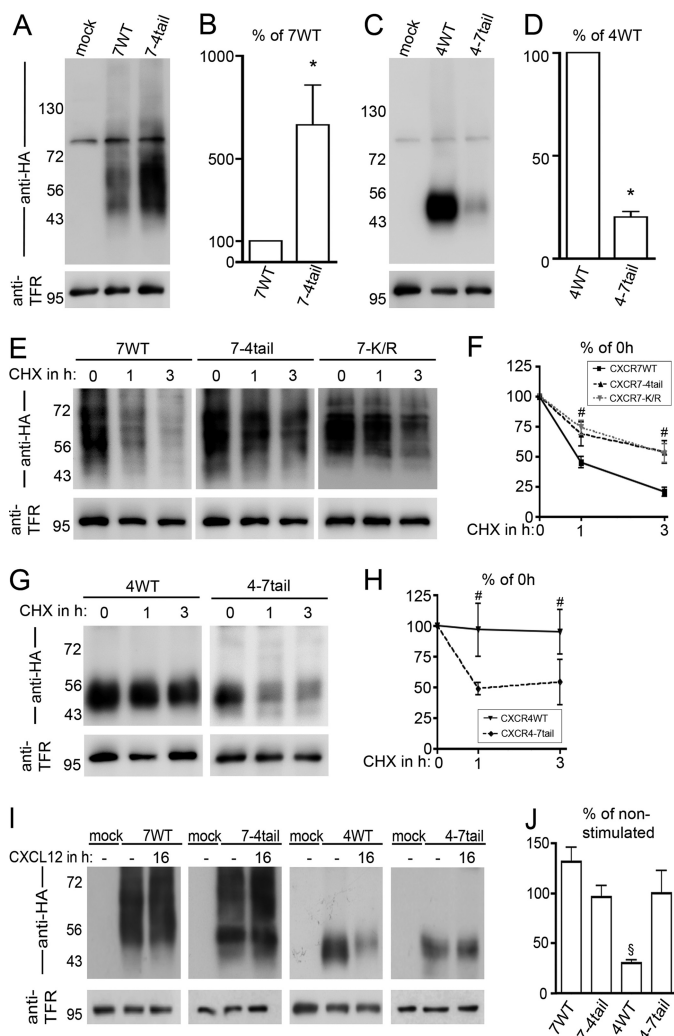 A
mock
7WT
7-4tail
anti-HA
130
72
56
43
anti-TFR
95
B
% of 7WT
1000
500
100
0
*
7WT
7-4tail
C
mock
4WT
4-7tail
anti-HA
130
72
56
43
anti-TFR
95
D
% of 4WT
100
50
0
*
4WT
4-7tail
E
7WT
7-4tail
7-K/R
CHX in h:
0 1 3
0 1 3
0 1 3
anti-HA
72
56
43
anti-TFR
95
F
% of 0h
125
100
75
50
25
0
CXCR7WT
CXCR7-4tail
CXCR7-K/R
#
#
CHX in h:
0 1 3
G
4WT
4-7tail
CHX in h:
0 1 3
0 1 3
anti-HA
72
56
43
anti-TFR
95
H
% of 0h
125
100
75
50
25
0
#
#
CXCR4WT
CXCR4-7tail
CHX in h:
0 1 3
I
mock 7WT
mock 7-4tail
mock 4WT
mock 4-7tail
CXCL12 in h:
- - 16
- - 16
- - 16
- - 16
anti-HA
72
56
43
anti-TFR
95
J
% of non-
stimulated
150
100
50
0
§
7WT
7-4tail
4WT
4-7tail